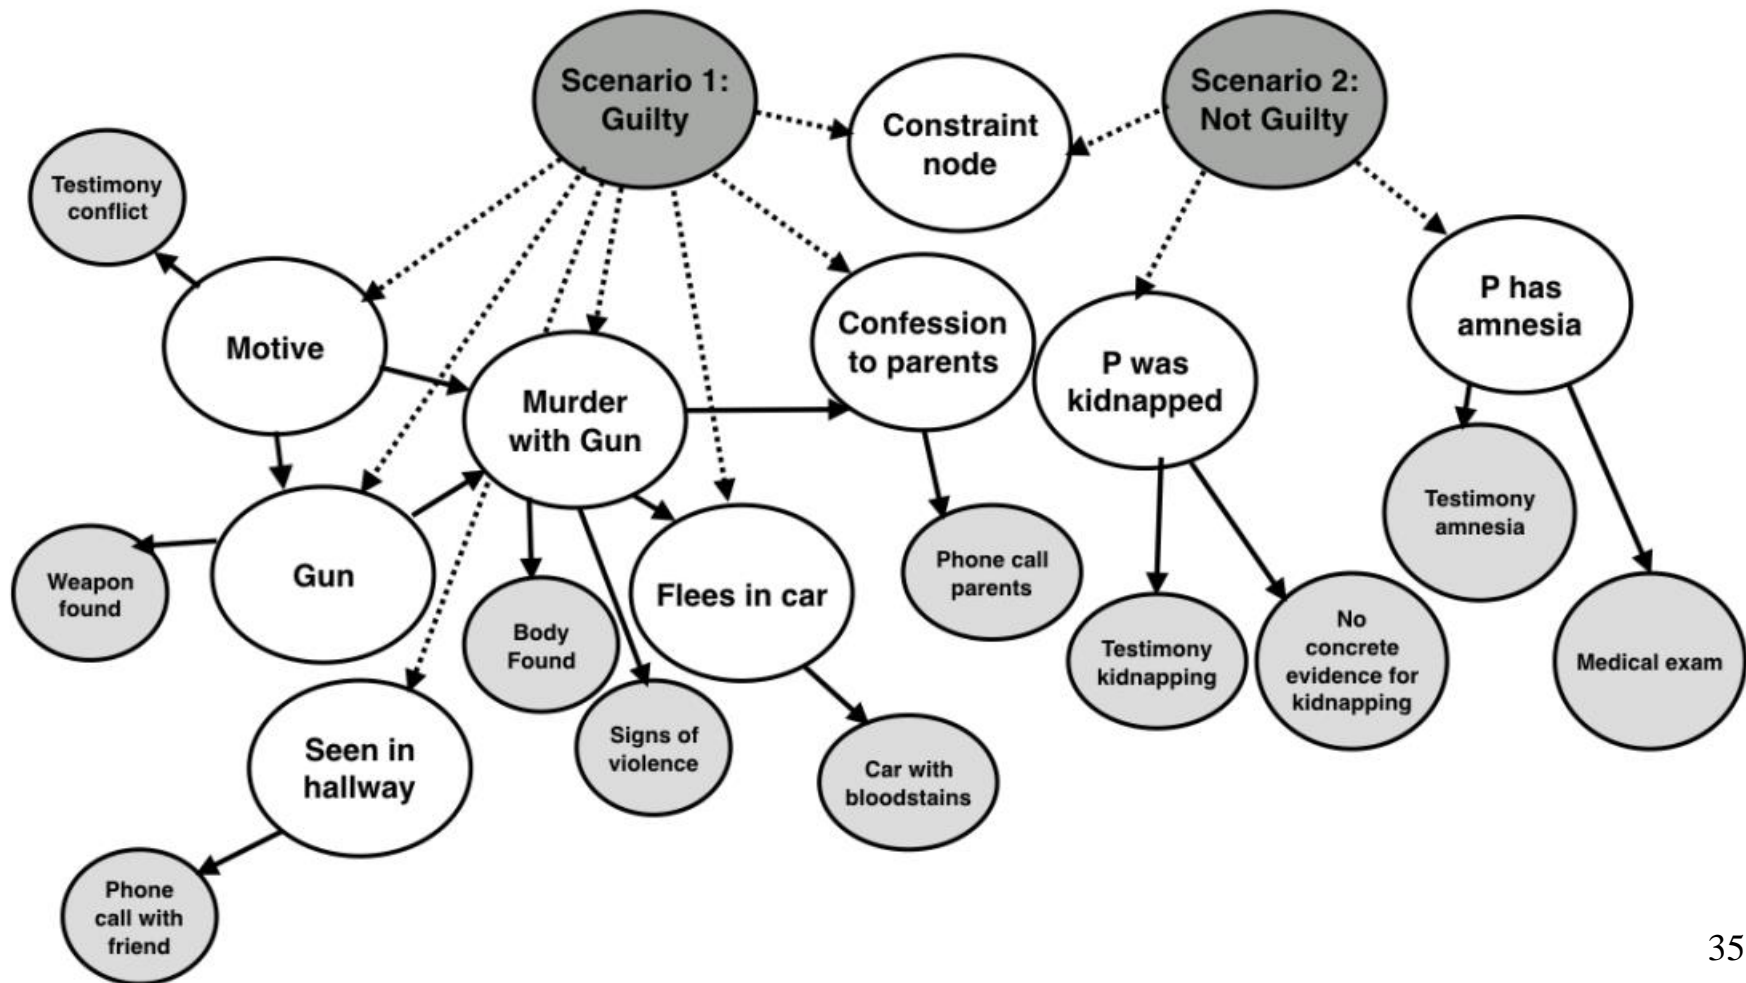 Scenario 1:
Guilty
Constraint
node
Scenario 2:
Not Guilty
Testimony
conflict
Motive
Murder
with Gun
Confession
to parents
P was
kidnapped
P has
amnesia
Weapon
found
Gun
Body
Found
Flees in car
Phone call
parents
Testimony
kidnapping
No
concrete
evidence for
kidnapping
Testimony
amnesia
Medical exam
Seen in
hallway
Signs of
violence
Car with
bloodstains
Phone
call with
friend
35